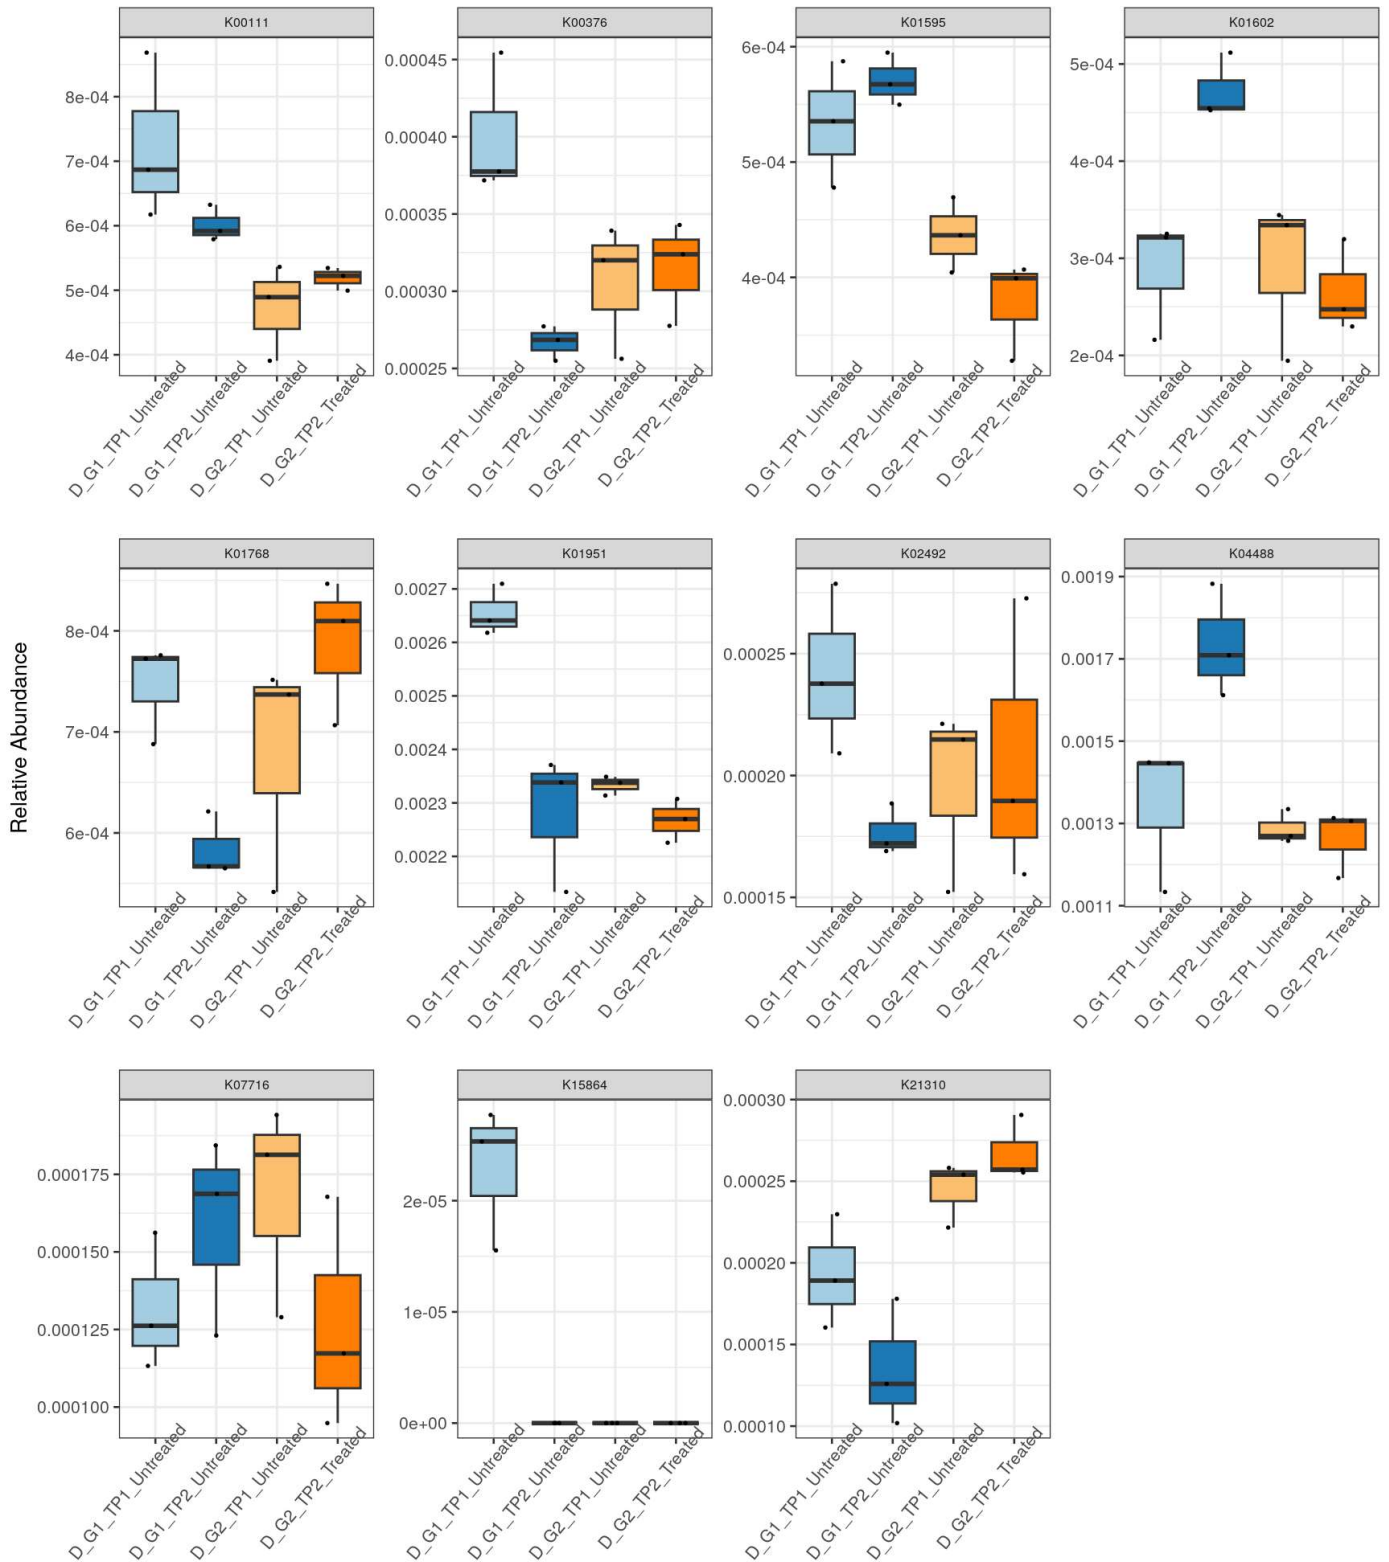 Relative Abundance
K00111
8e-04
7e-04
6e-04
5e-04
4e-04
D_G1_TP1_Untreated
D_G1_TP2_Untreated
D_G2_TP1_Untreated
D_G2_TP2_Treated
K00376
0.00045
0.00040
0.00035
0.00030
0.00025
D_G1_TP1_Untreated
D_G1_TP2_Untreated
D_G2_TP1_Untreated
D_G2_TP2_Treated
K01595
6e-04
5e-04
4e-04
D_G1_TP1_Untreated
D_G1_TP2_Untreated
D_G2_TP1_Untreated
D_G2_TP2_Treated
K01602
5e-04
4e-04
3e-04
2e-04
D_G1_TP1_Untreated
D_G1_TP2_Untreated
D_G2_TP1_Untreated
D_G2_TP2_Treated
K01768
8e-04
7e-04
6e-04
D_G1_TP1_Untreated
D_G1_TP2_Untreated
D_G2_TP1_Untreated
D_G2_TP2_Treated
K01951
0.0027
0.0026
0.0025
0.0024
0.0023
0.0022
D_G1_TP1_Untreated
D_G1_TP2_Untreated
D_G2_TP1_Untreated
D_G2_TP2_Treated
K02492
0.00025
0.00020
0.00015
D_G1_TP1_Untreated
D_G1_TP2_Untreated
D_G2_TP1_Untreated
D_G2_TP2_Treated
K04488
0.0019
0.0017
0.0015
0.0013
0.0011
D_G1_TP1_Untreated
D_G1_TP2_Untreated
D_G2_TP1_Untreated
D_G2_TP2_Treated
K07716
0.000175
0.000150
0.000125
0.000100
D_G1_TP1_Untreated
D_G1_TP2_Untreated
D_G2_TP1_Untreated
D_G2_TP2_Treated
K15864
2e-05
1e-05
0e+00
D_G1_TP1_Untreated
D_G1_TP2_Untreated
D_G2_TP1_Untreated
D_G2_TP2_Treated
K21310
0.00030
0.00025
0.00020
0.00015
0.00010
D_G1_TP1_Untreated
D_G1_TP2_Untreated
D_G2_TP1_Untreated
D_G2_TP2_Treated